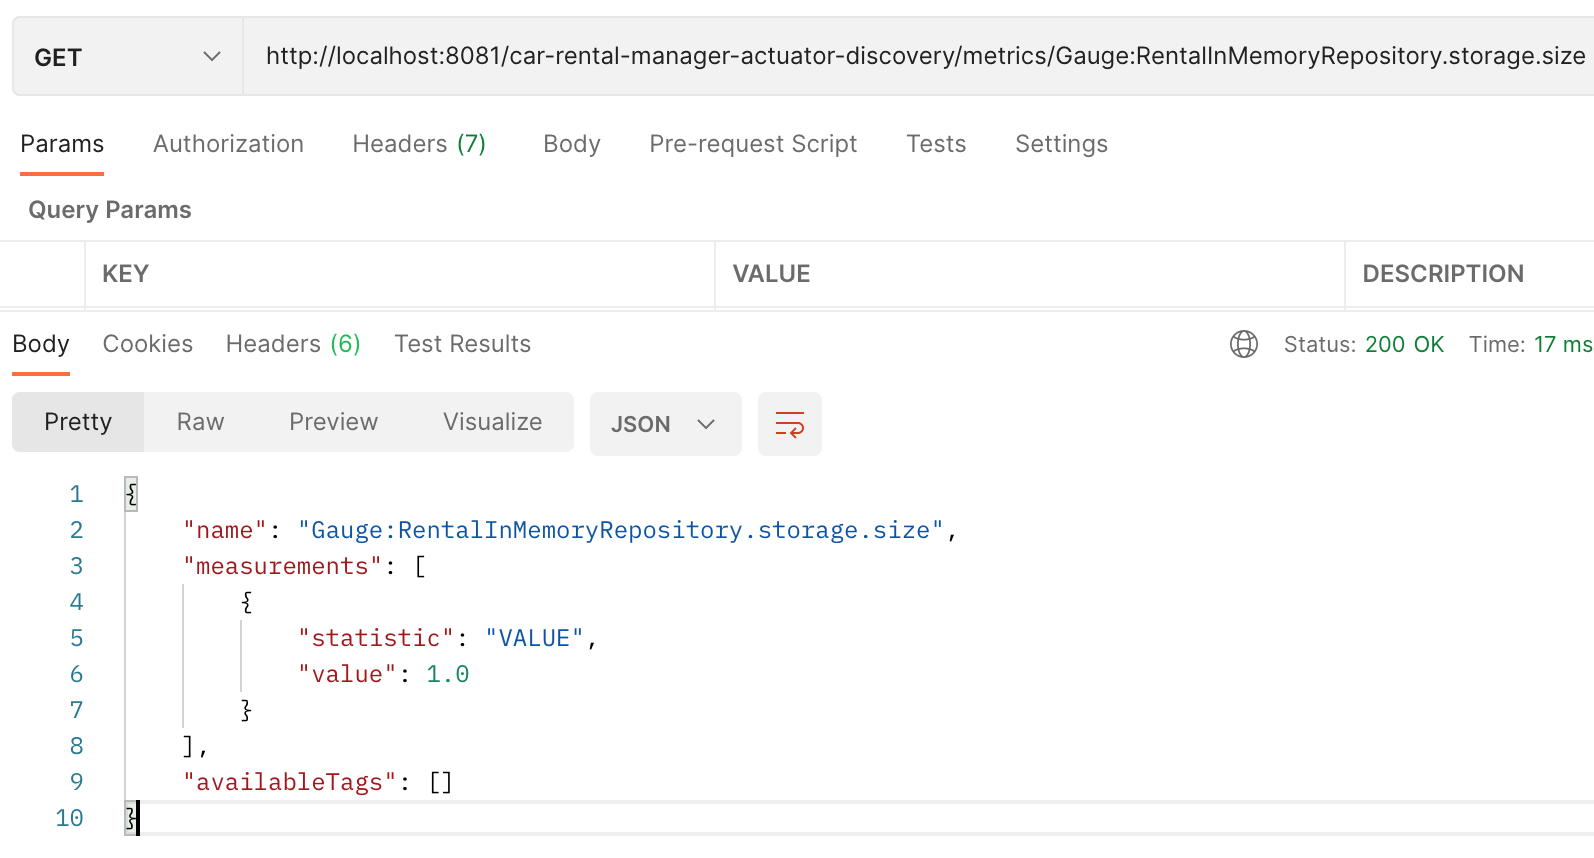 GET http://localhost:8081/car-rental-manager-actuator-discovery/metrics/Gauge:RentalInMemoryRepository.storage.size
Params Authorization Headers (7) Body Pre-request Script Tests Settings
Query Params
KEY VALUE DESCRIPTION
Body Cookies Headers (6) Test Results Status: 200 OK Time: 17 ms
Pretty Raw Preview Visualize JSON
1 {
2 "name": "Gauge:RentalInMemoryRepository.storage.size",
3 "measurements": [
4 {
5 "statistic": "VALUE",
6 "value": 1.0
7 }
8 ],
9 "availableTags": []
10 }